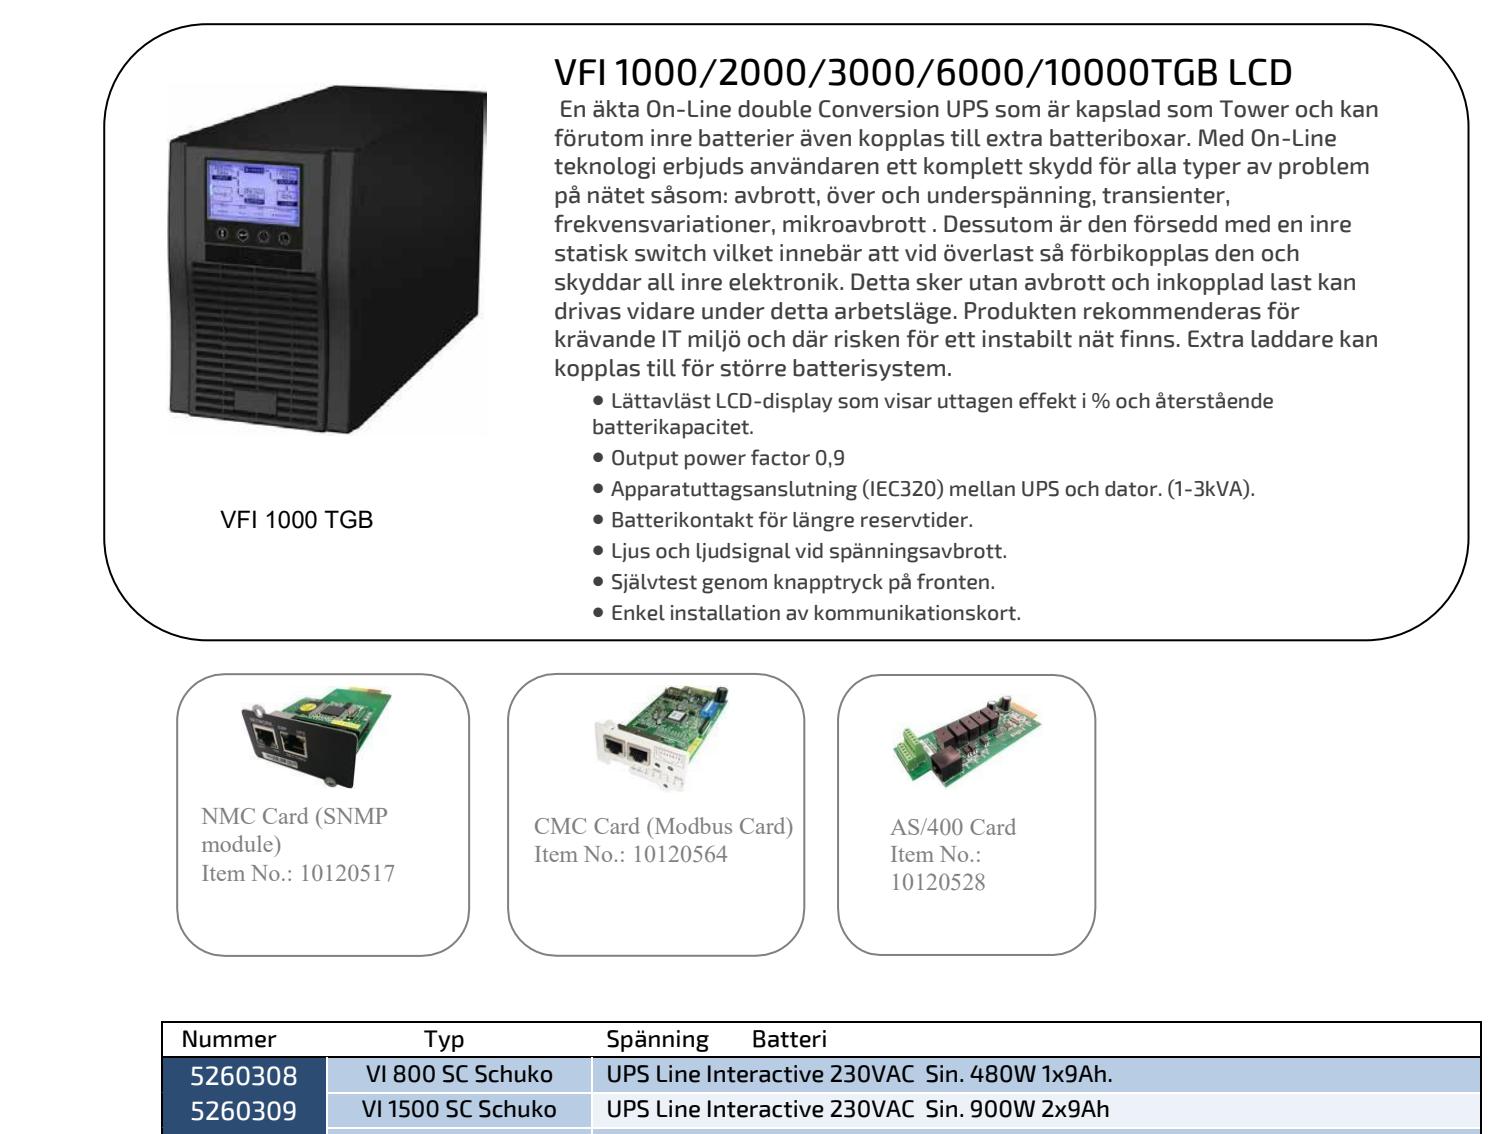 VFI 1000/2000/3000/6000/10000TGB LCD
En äkta On-Line double Conversion UPS som är kapslad som Tower och kan
förutom inre batterier även kopplas till extra batteriboxar. Med On-Line
teknologi erbjuds användaren ett komplett skydd för alla typer av problem
på nätet såsom: avbrott, över och underspänning, transienter,
frekvensvariationer, mikroavbrott . Dessutom är den försedd med en inre
statisk switch vilket innebär att vid överlast så förbikopplas den och
skyddar all inre elektronik. Detta sker utan avbrott och inkopplad last kan
drivas vidare under detta arbetsläge. Produkten rekommenderas för
krävande IT miljö och där risken för ett instabilt nät finns. Extra laddare kan
kopplas till för större batterisystem.
• Lättavläst LCD-display som visar uttagen effekt i % och återstående
batterikapacitet.
• Output power factor 0,9
• Apparatuttagsanslutning (IEC320) mellan UPS och dator. (1-3kVA).
• Batterikontakt för längre reservtider.
• Ljus och ljudsignal vid spänningsavbrott.
• Självtest genom knapptryck på fronten.
• Enkel installation av kommunikationskort.
VFI 1000 TGB
NMC Card (SNMP
module)
Item No.: 10120517
CMC Card (Modbus Card)
Item No.: 10120564
AS/400 Card
Item No.:
10120528
Nummer Typ Spänning Batteri
5260308 VI 800 SC Schuko UPS Line Interactive 230VAC Sin. 480W 1x9Ah.
5260309 VI 1500 SC Schuko UPS Line Interactive 230VAC Sin. 900W 2x9Ah